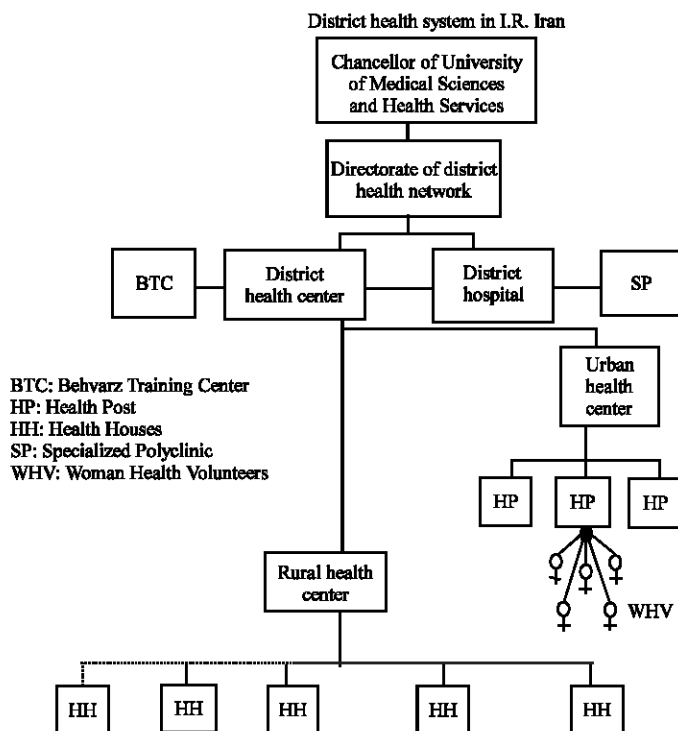 District health system in I.R. Iran
Chancellor of University
of Medical Sciences
and Health Services
Directorate of district
health network
BTC
District
health center
District
hospital
SP
Urban
health
center
BTC: Behvarz Training Center
HP: Health Post
HH: Health Houses
SP: Specialized Polyclinic
WHV: Woman Health Volunteers
HP
HP
HP
Rural health
center
WHV
HH
HH
HH
HH
HH